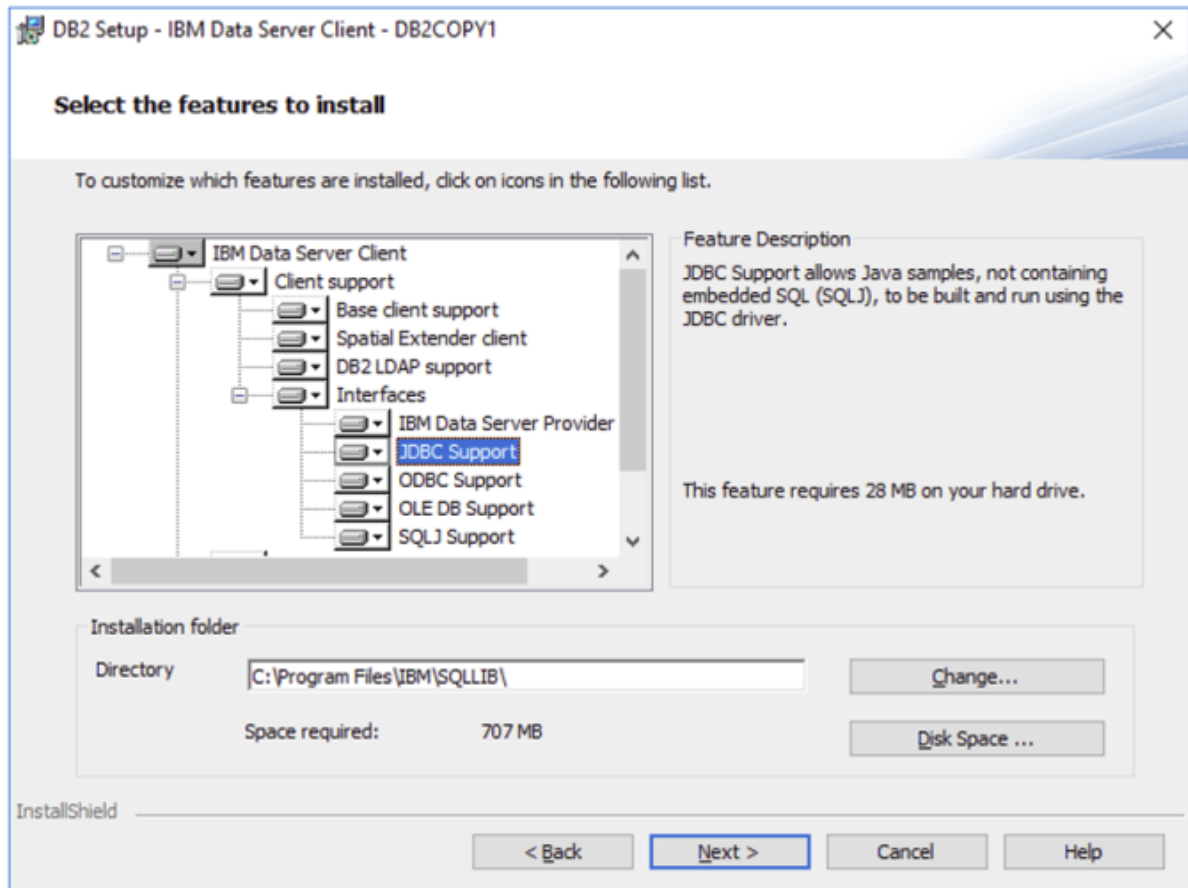 DB2 Setup - IBM Data Server Client - DB2COPY1
Select the features to install
To customize which features are installed, click on icons in the following list.
IBM Data Server Client
Client support
Base client support
Spatial Extender client
DB2 LDAP support
Interfaces
IBM Data Server Provider
JDBC Support
ODBC Support
OLE DB Support
SQLJ Support
Feature Description
JDBC Support allows Java samples, not containing
embedded SQL (SQLJ), to be built and run using the
JDBC driver.
This feature requires 28 MB on your hard drive.
Installation folder
Directory
C:\Program Files\IBM\SQLLIB\
Change...
Space required: 707 MB
Disk Space ...
InstallShield
< Back
Next >
Cancel
Help